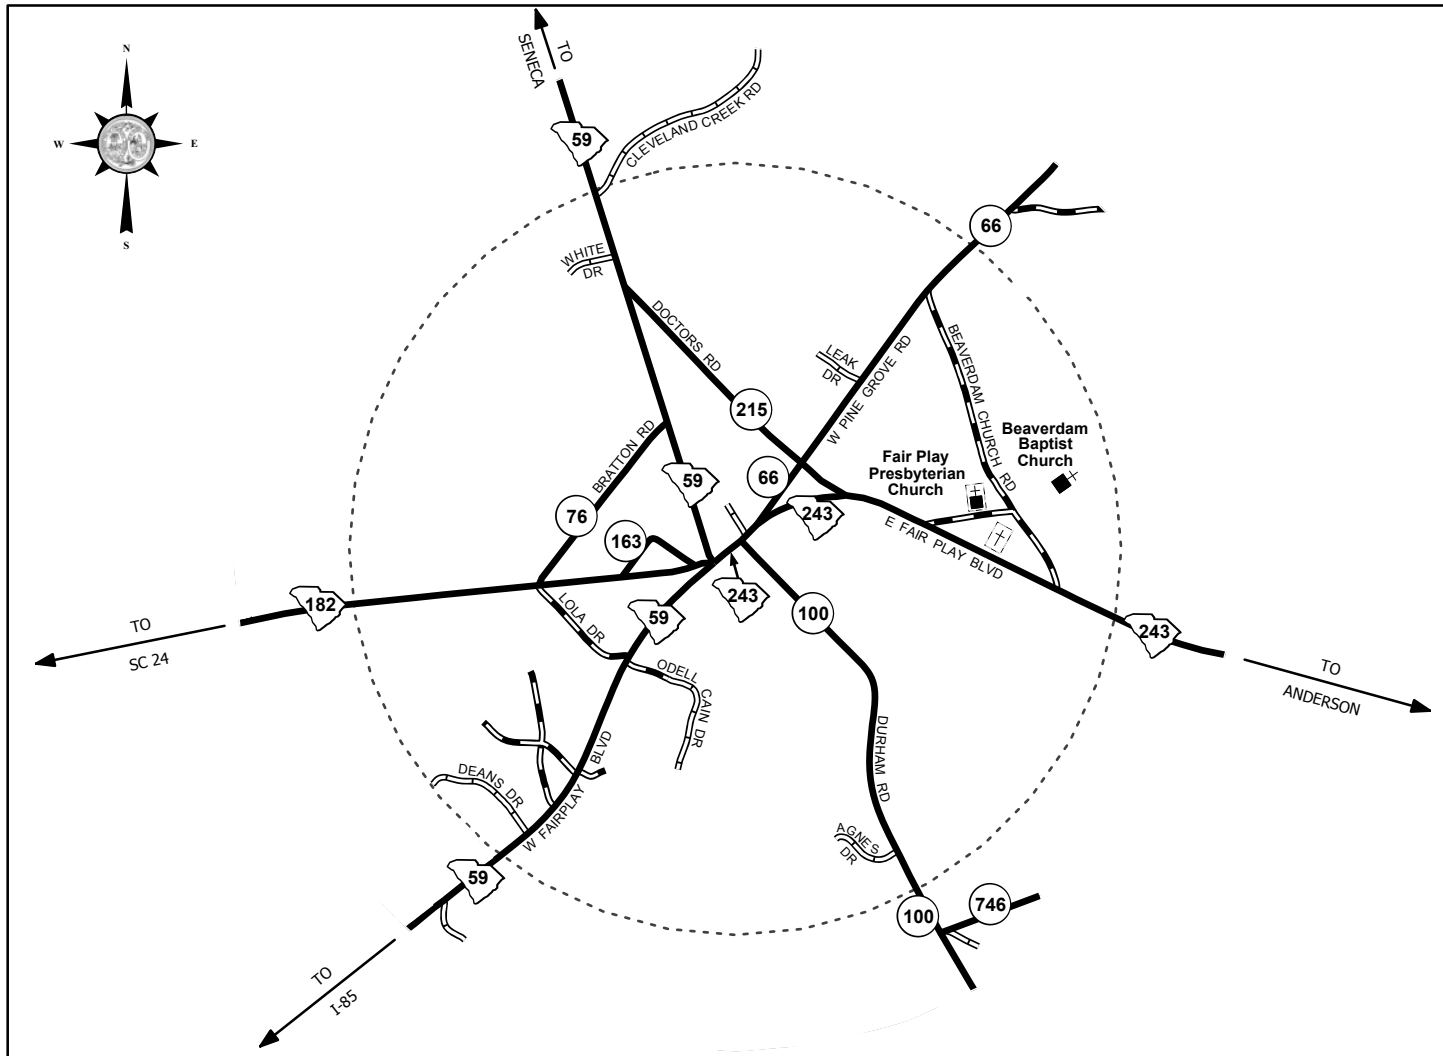 N
W
E
S
TO
SENECA
59
CLEVELAND CREEK RD
66
WHITE
DR
DOCTORS RD
LEAK
DR
W PINE GROVE RD
BEAVERDAM CHURCH RD
215
BRATTON RD
Beaverdam
Baptist
Church
Fair Play
Presbyterian
Church
59
66
76
243
163
E FAIR PLAY BLVD
182
LOLA DR
59
243
100
243
TO
SC 24
TO
ANDERSON
ODELL CAIN DR
DURHAM RD
DEANS DR
W FAIRPLAY BLVD
AGNES
DR
59
100
746
TO
I-85